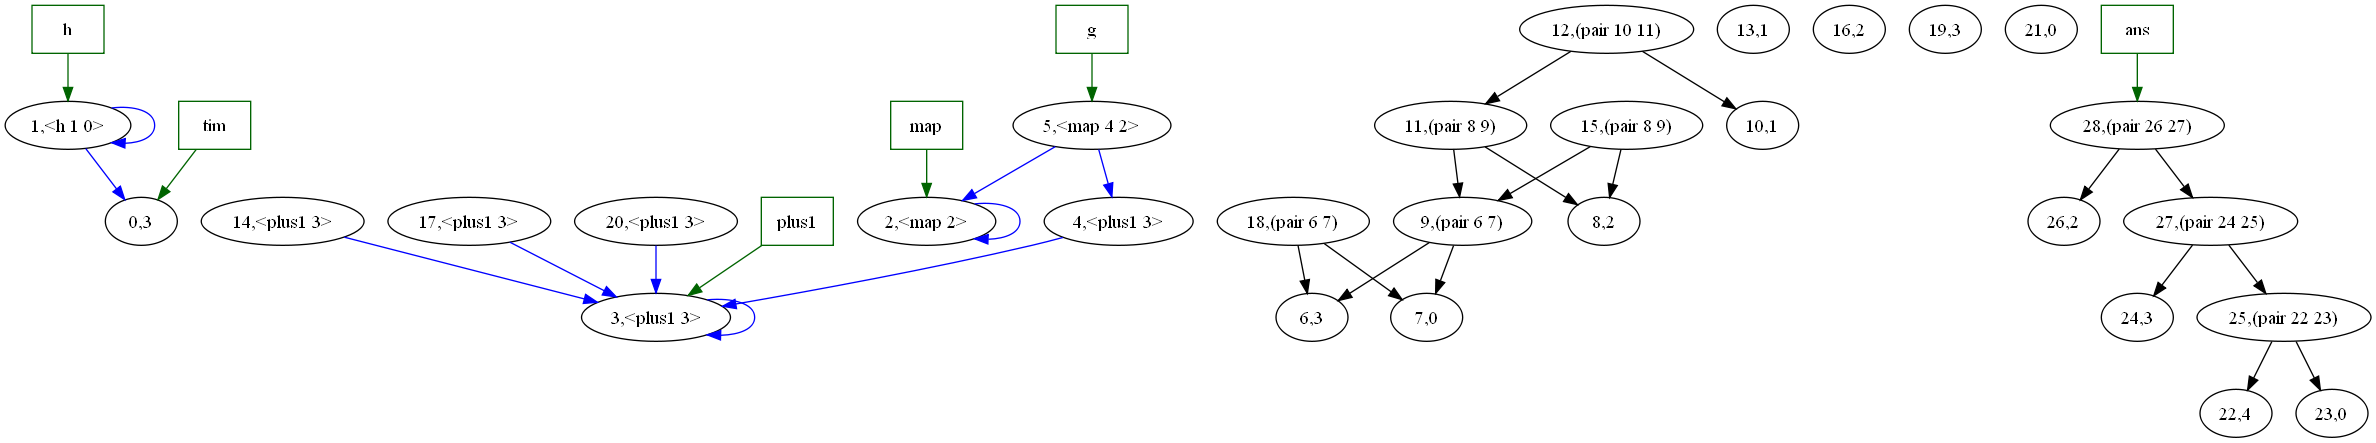 h
g
12,(pair 10 11)
13,1
16,2
19,3
21,0
ans
1,<h 1 0>
tim
map
5,<map 4 2>
11,(pair 8 9)
15,(pair 8 9)
10,1
28,(pair 26 27)
0,3
14,<plus1 3>
17,<plus1 3>
20,<plus1 3>
plus1
2,<map 2>
4,<plus1 3>
18,(pair 6 7)
9,(pair 6 7)
8,2
26,2
27,(pair 24 25)
3,<plus1 3>
6,3
7,0
24,3
25,(pair 22 23)
22,4
23,0